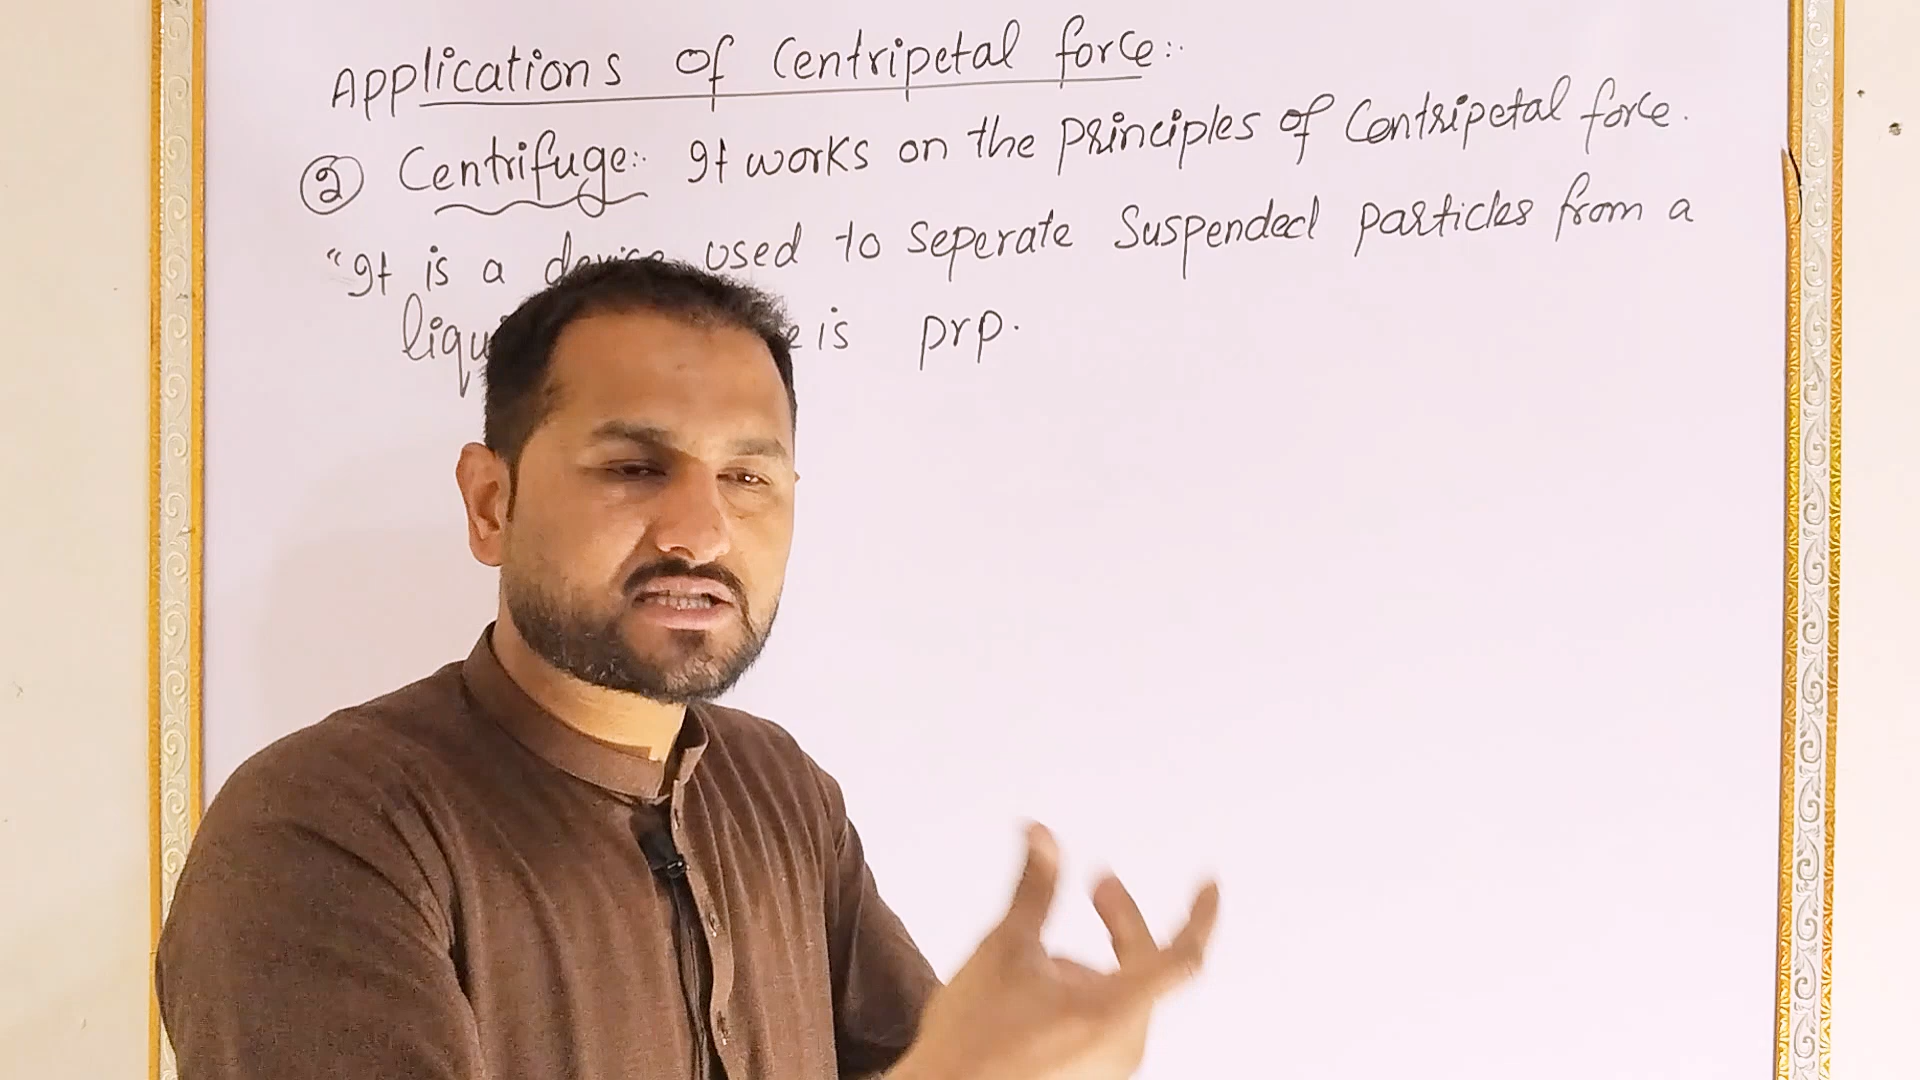 Applications of Centripetal force:-
② Centrifuge:- It works on the principles of Centripetal force.
"It is a device used to seperate Suspended particles from a
is prp.